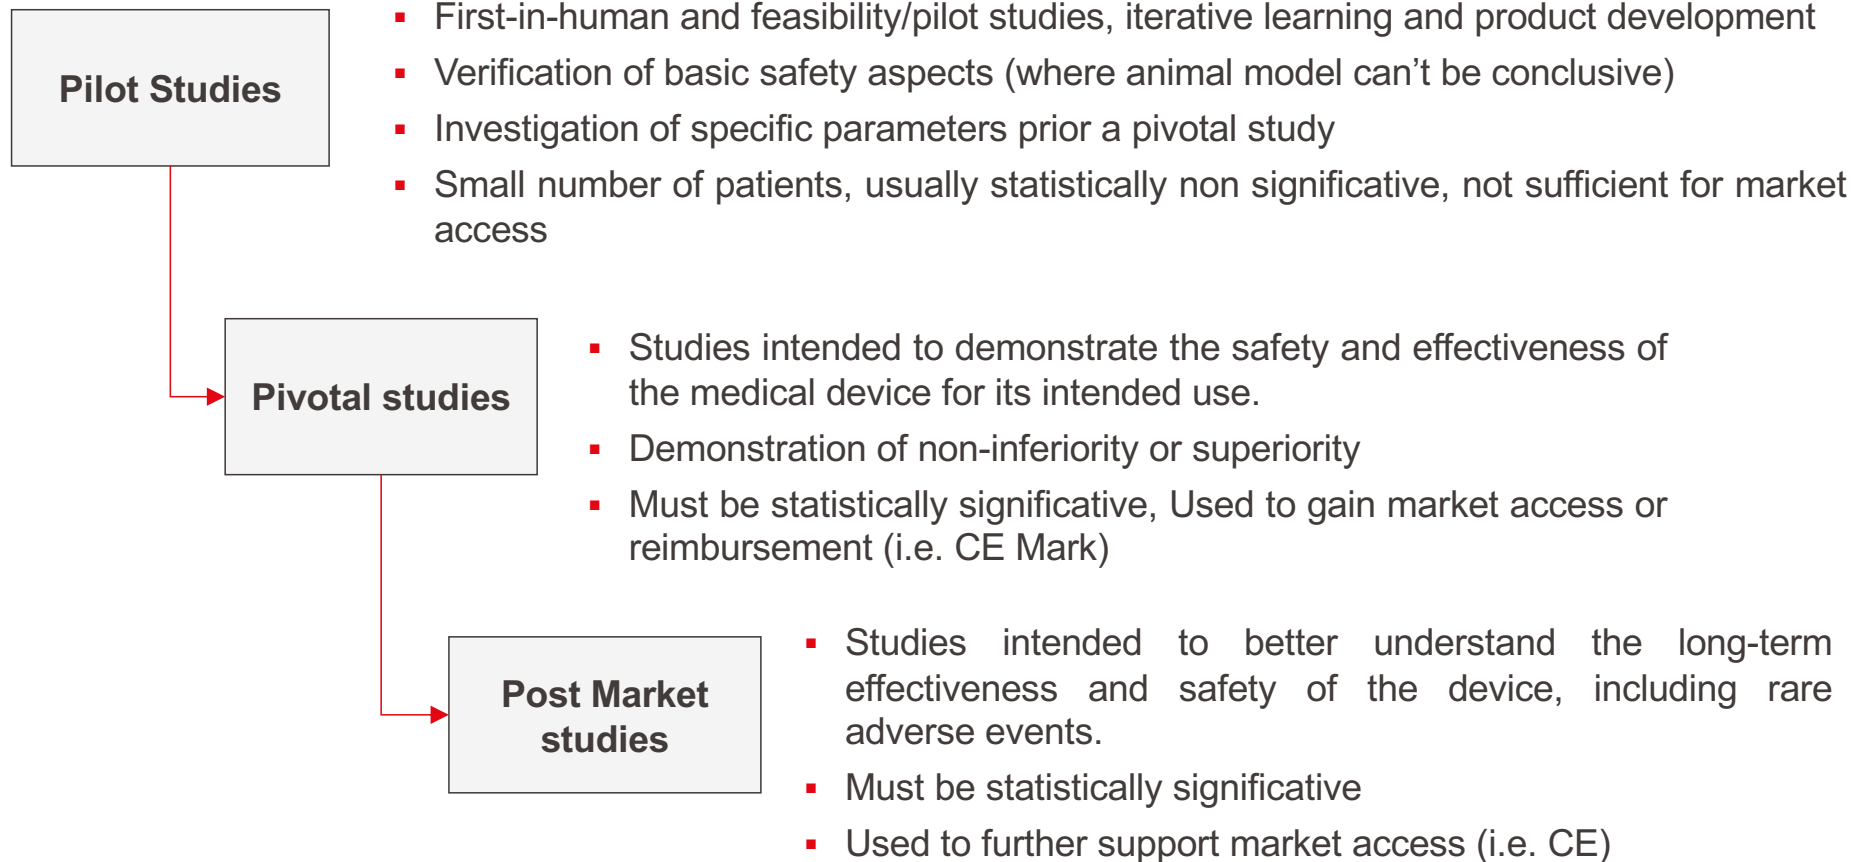 Pilot Studies
▪ First-in-human and feasibility/pilot studies, iterative learning and product development
▪ Verification of basic safety aspects (where animal model can’t be conclusive)
▪ Investigation of specific parameters prior a pivotal study
▪ Small number of patients, usually statistically non significative, not sufficient for market
access
Pivotal studies
▪ Studies intended to demonstrate the safety and effectiveness of
the medical device for its intended use.
▪ Demonstration of non-inferiority or superiority
▪ Must be statistically significative, Used to gain market access or
reimbursement (i.e. CE Mark)
Post Market
studies
▪ Studies intended to better understand the long-term
effectiveness and safety of the device, including rare
adverse events.
▪ Must be statistically significative
▪ Used to further support market access (i.e. CE)